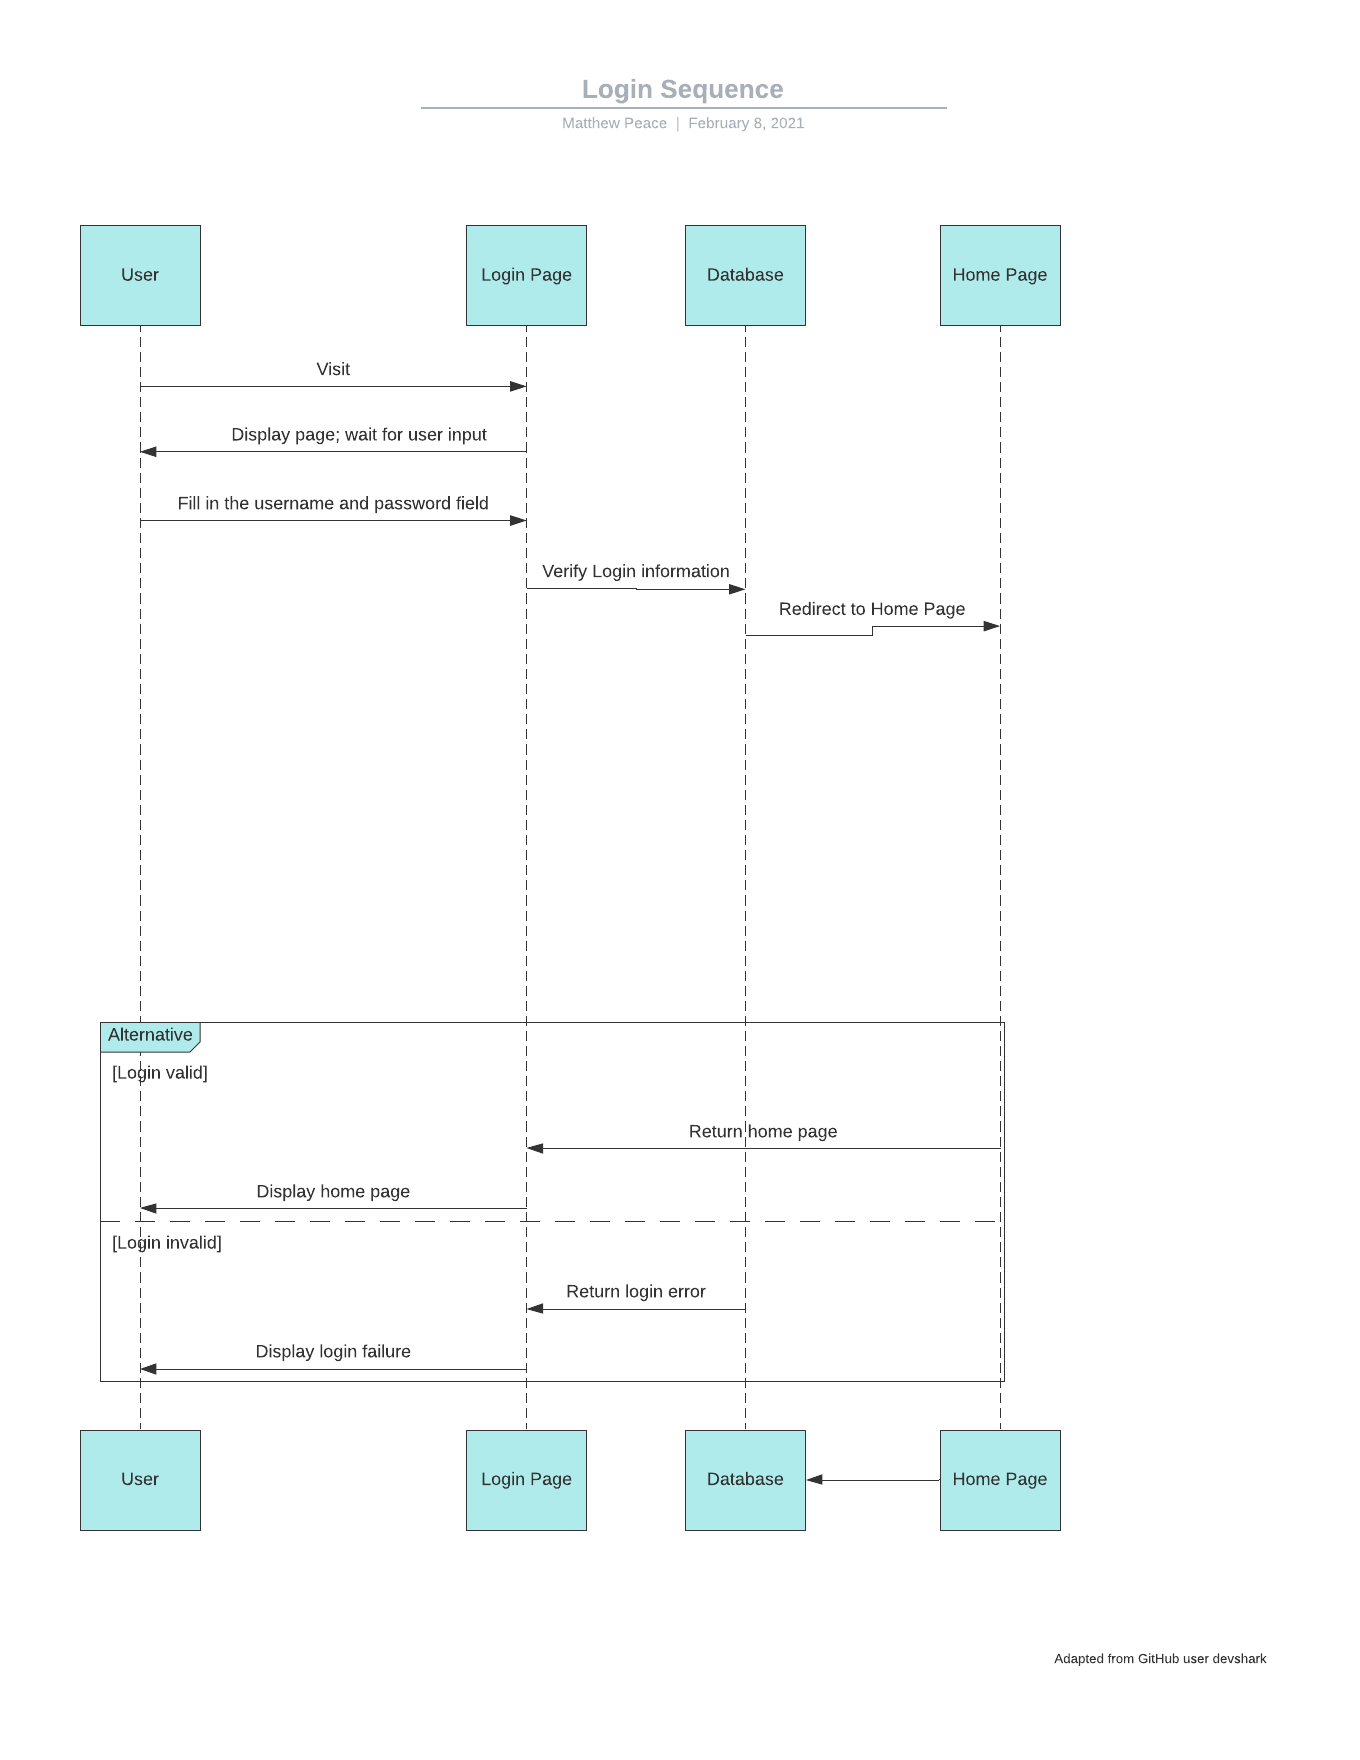 Login Sequence
Matthew Peace | February 8, 2021
User
Login Page
Database
Home Page
Visit
Display page; wait for user input
Fill in the username and password field
Verify Login information
Redirect to Home Page
Alternative
[Login valid]
Return home page
Display home page
[Login invalid]
Return login error
Display login failure
User
Login Page
Database
Home Page
Adapted from GitHub user devshark